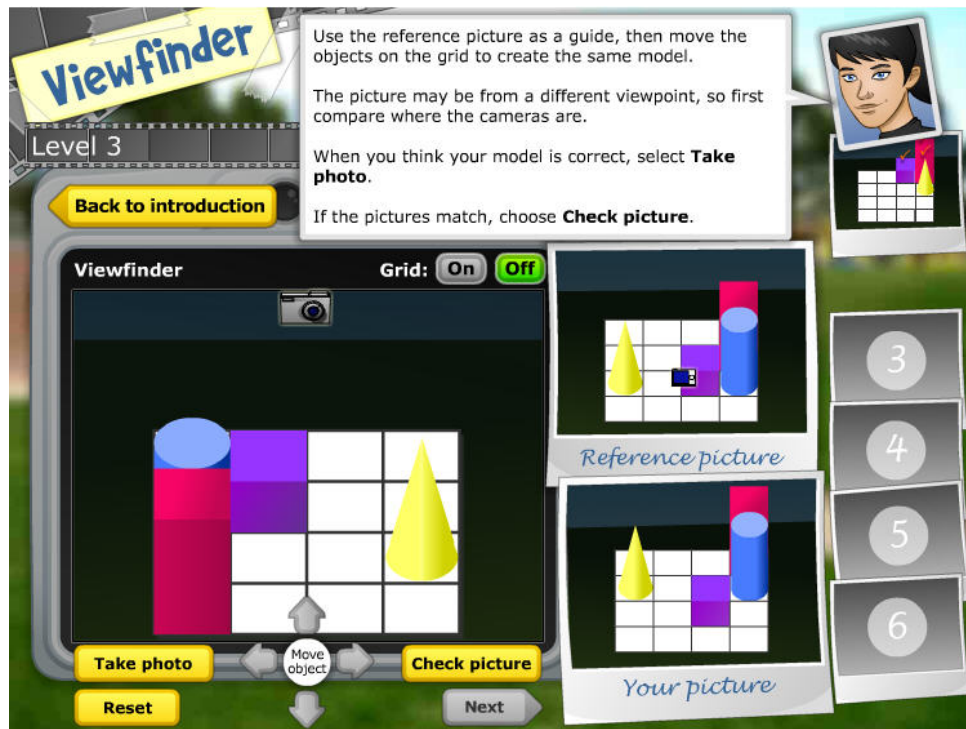 Viewfinder
Level 3
Use the reference picture as a guide, then move the
objects on the grid to create the same model.
The picture may be from a different viewpoint, so first
compare where the cameras are.
When you think your model is correct, select Take
photo.
If the pictures match, choose Check picture.
Back to introduction
Viewfinder
Grid:
On
Off
Reference picture
Your picture
3
4
5
6
Take photo
Move
object
Check picture
Reset
Next